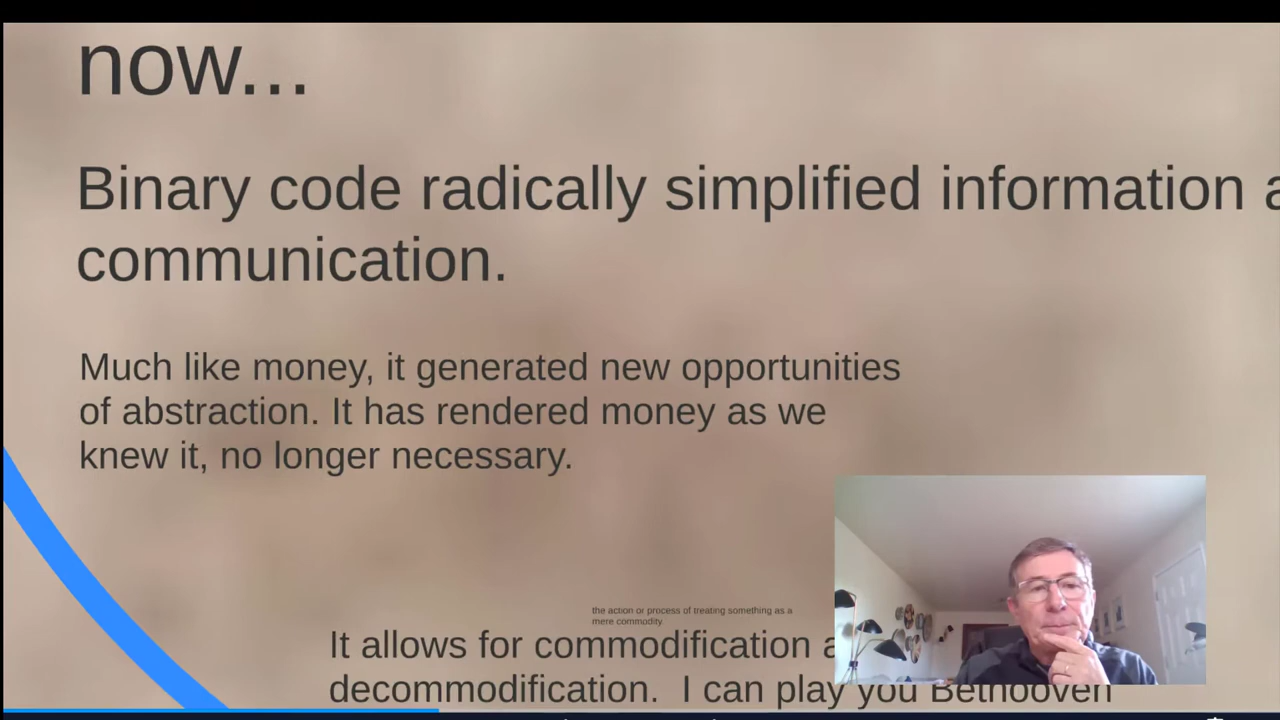 now...
Binary code radically simplified information
communication.
Much like money, it generated new opportunities
of abstraction. It has rendered money as we
knew it, no longer necessary.
the action or process of treating something as a
mere commodity
It allows for commodification
decommodification. I can play you Bethooven